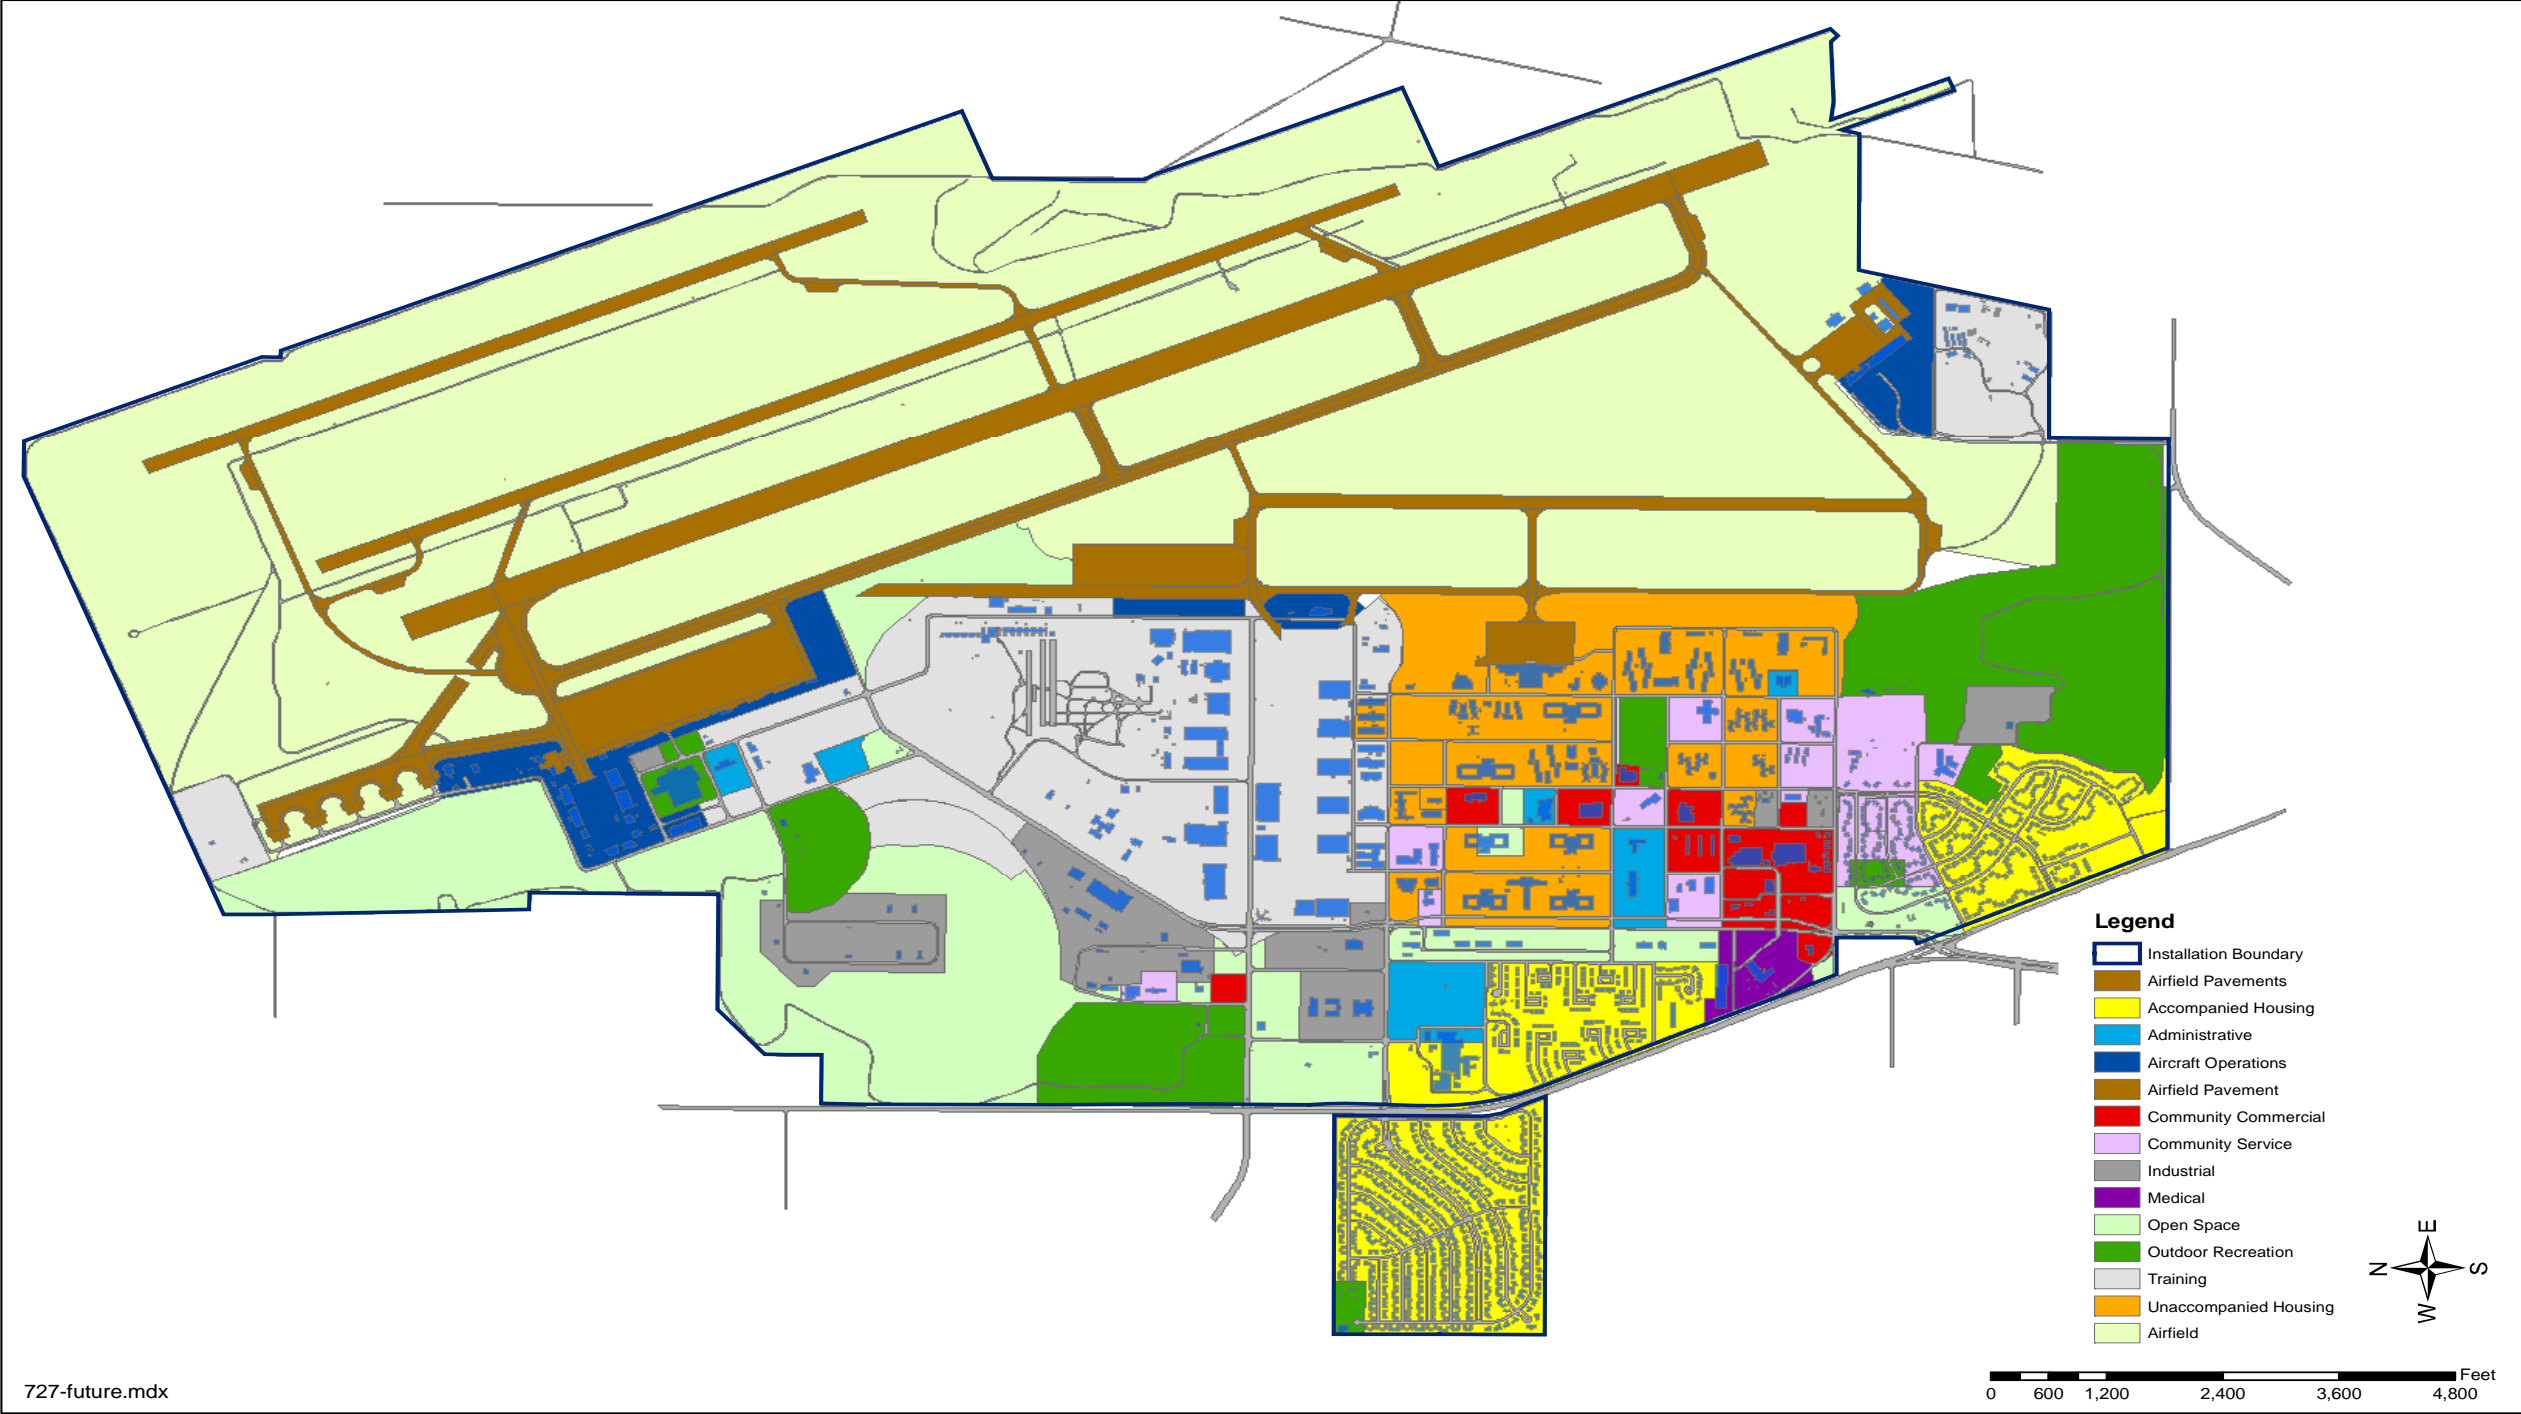 Legend
Installation Boundary
Airfield Pavements
Accompanied Housing
Administrative
Aircraft Operations
Airfield Pavement
Community Commercial
Community Service
Industrial
Medical
Open Space
Outdoor Recreation
Training
Unaccompanied Housing
Airfield
E
N
S
W
Feet
0 600 1,200 2,400 3,600 4,800
727-future.mdx